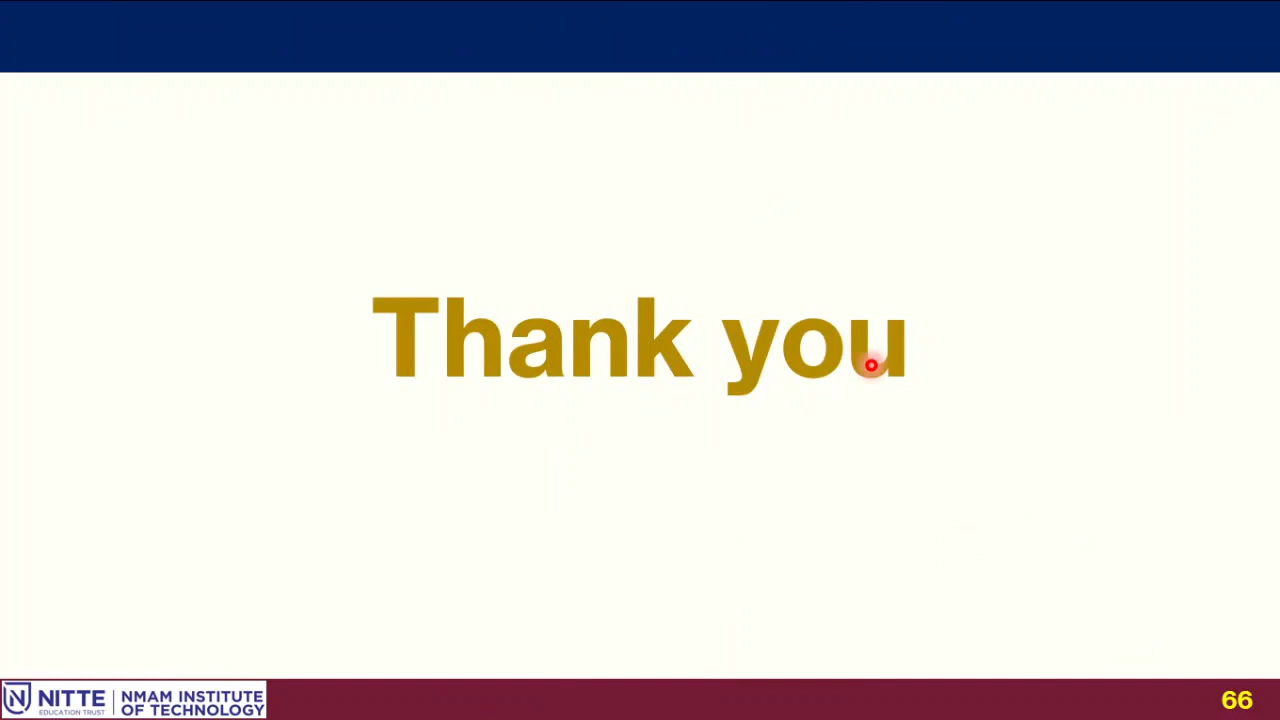 Thank you
NITTE
EDUCATION TRUST
NMAM INSTITUTE
OF TECHNOLOGY
66